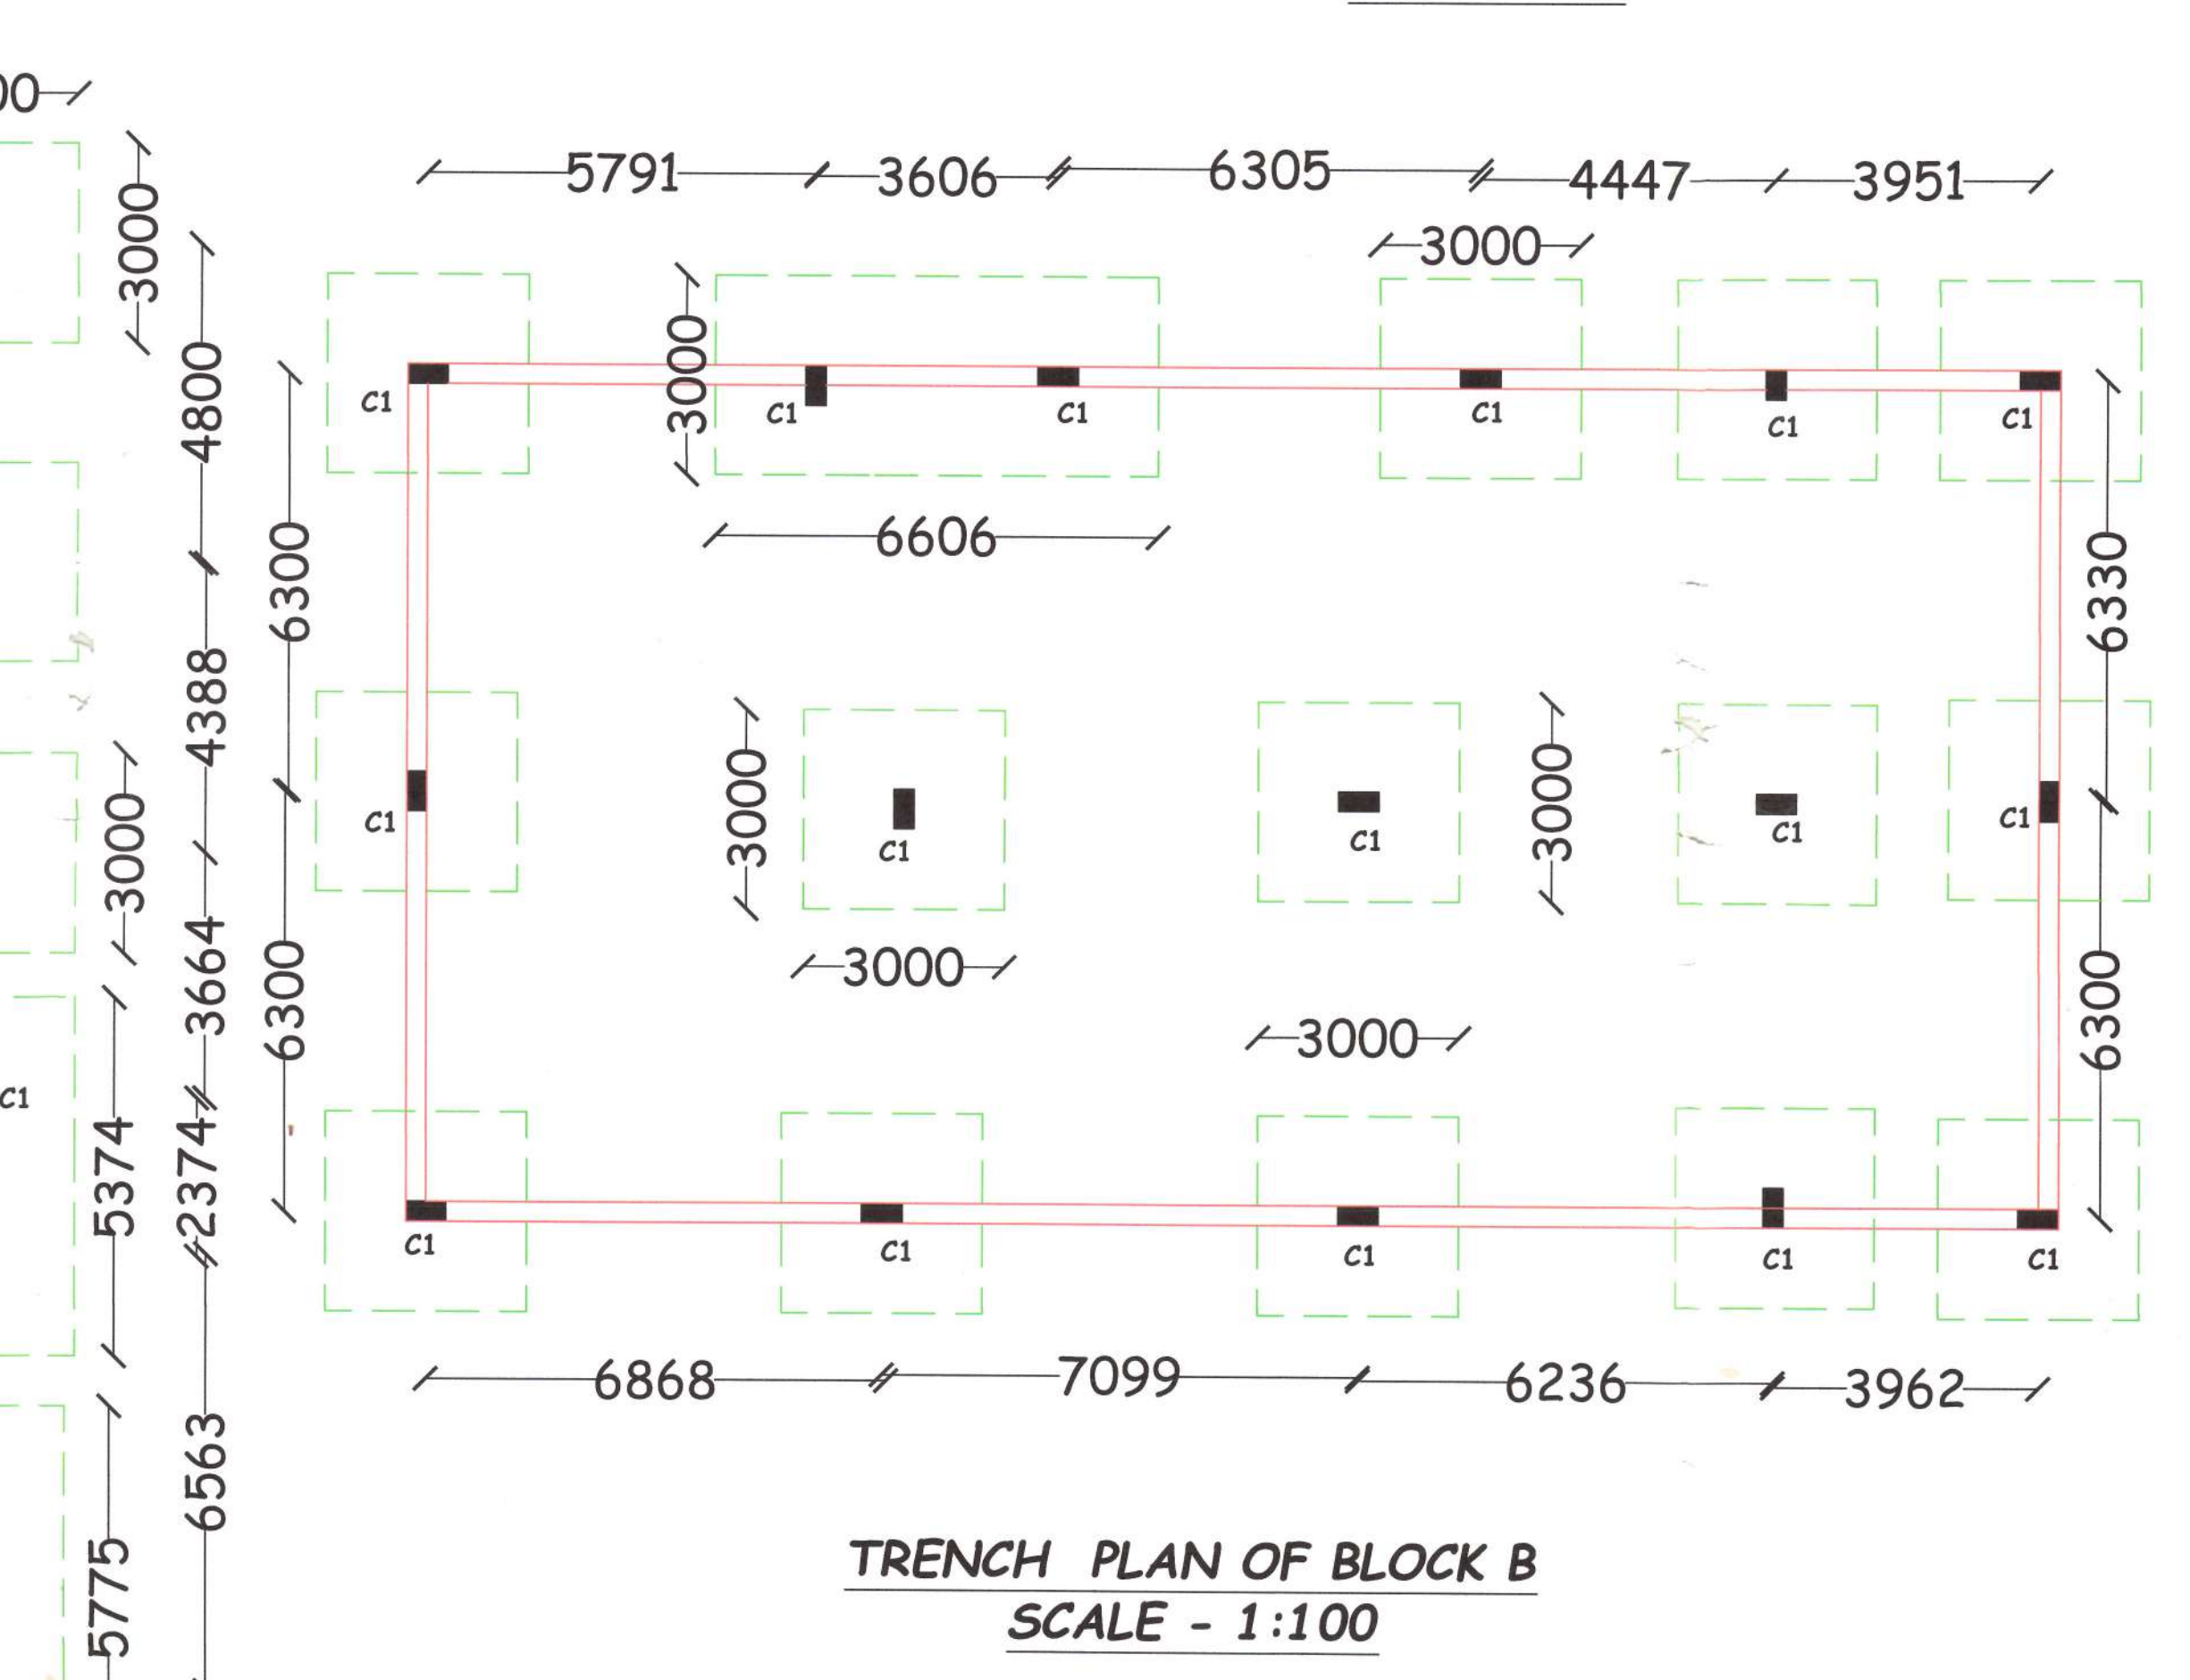 00
5791 3606 6305 4447 3951
3000
3000
3000
4800
C1
C1 C1 C1 C1 C1
6606
6300
6330
4388
3000
3000
3000
C1
C1 C1 C1 C1
3000
3664
3000
6300
6300
C1
5374
2374
C1 C1 C1 C1 C1
6868 7099 6236 3962
6563
5775
TRENCH PLAN OF BLOCK B
SCALE - 1:100